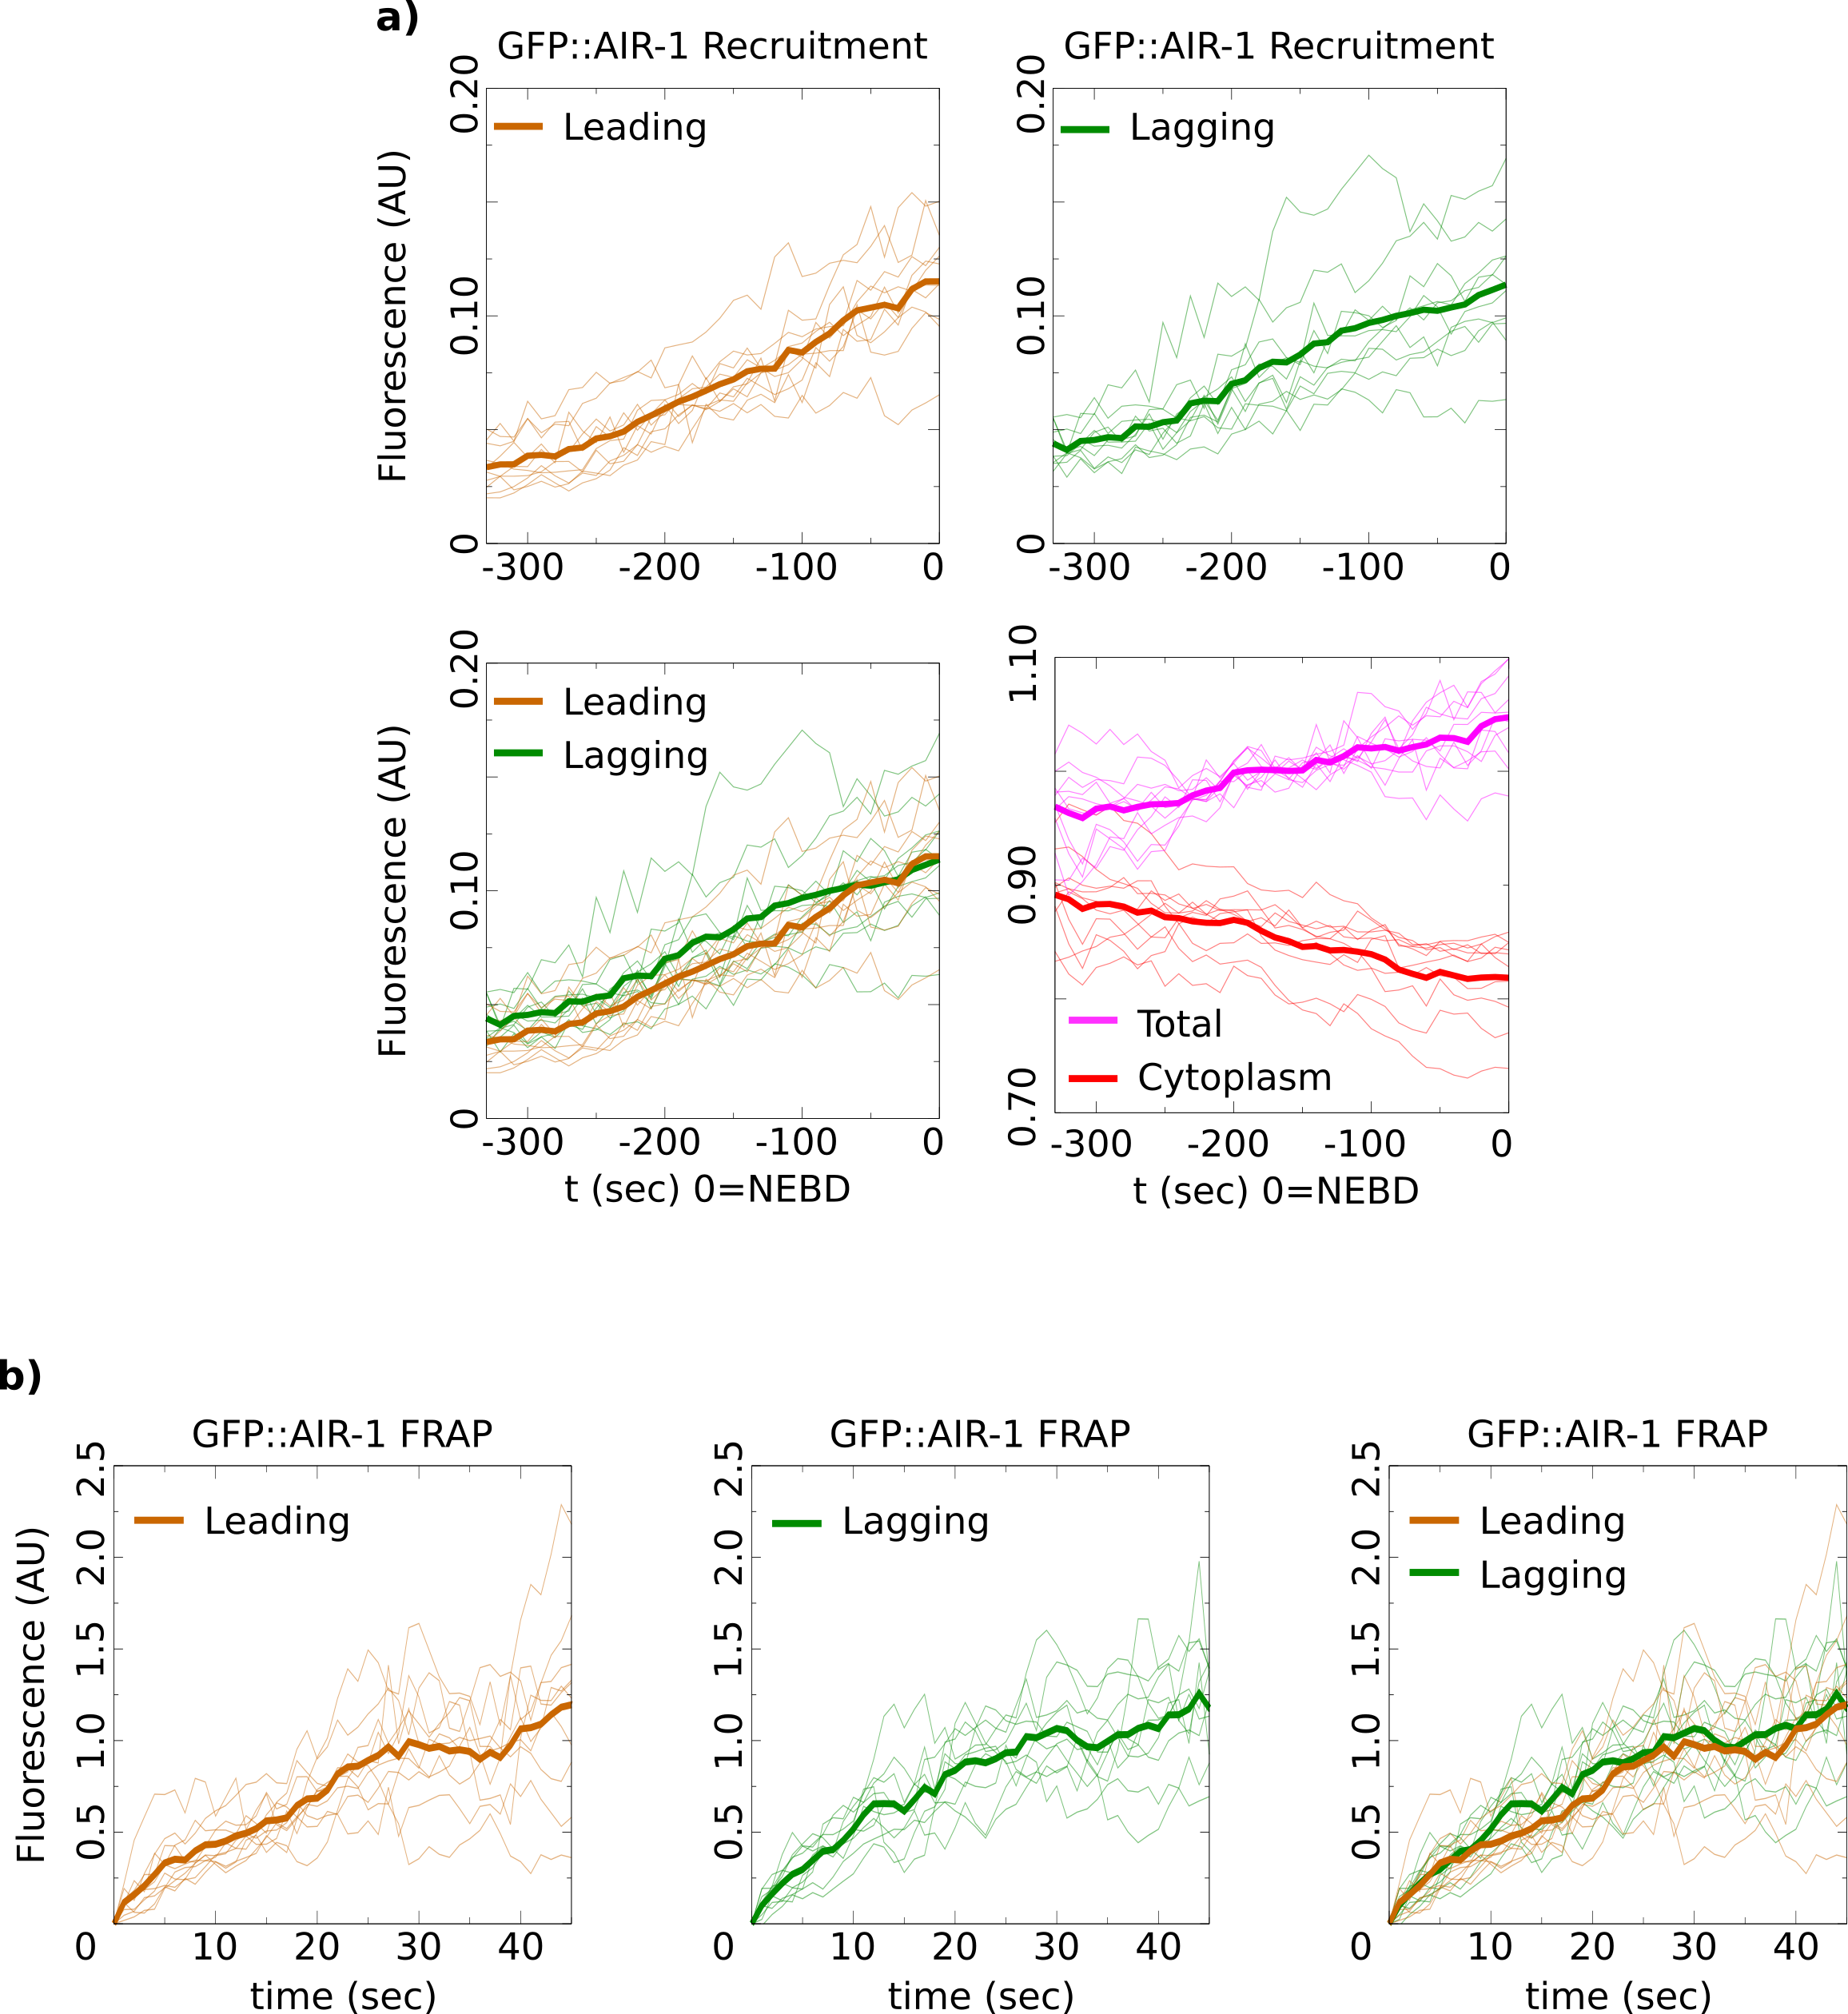 a)
GFP::AIR-1 Recruitment
Fluorescence (AU)
0.20
0.10
0
Leading
-300 -200 -100 0
GFP::AIR-1 Recruitment
0.20
0.10
0
Lagging
-300 -200 -100 0
Fluorescence (AU)
0.20
0.10
0
Leading
Lagging
-300 -200 -100 0
t (sec) 0=NEBD
1.10
0.90
0.70
Total
Cytoplasm
-300 -200 -100 0
t (sec) 0=NEBD
b)
GFP::AIR-1 FRAP
Fluorescence (AU)
2.5
2.0
1.5
1.0
0.5
Leading
0 10 20 30 40
time (sec)
GFP::AIR-1 FRAP
2.5
2.0
1.5
1.0
0.5
Lagging
0 10 20 30 40
time (sec)
GFP::AIR-1 FRAP
2.5
2.0
1.5
1.0
0.5
Leading
Lagging
0 10 20 30 40
time (sec)